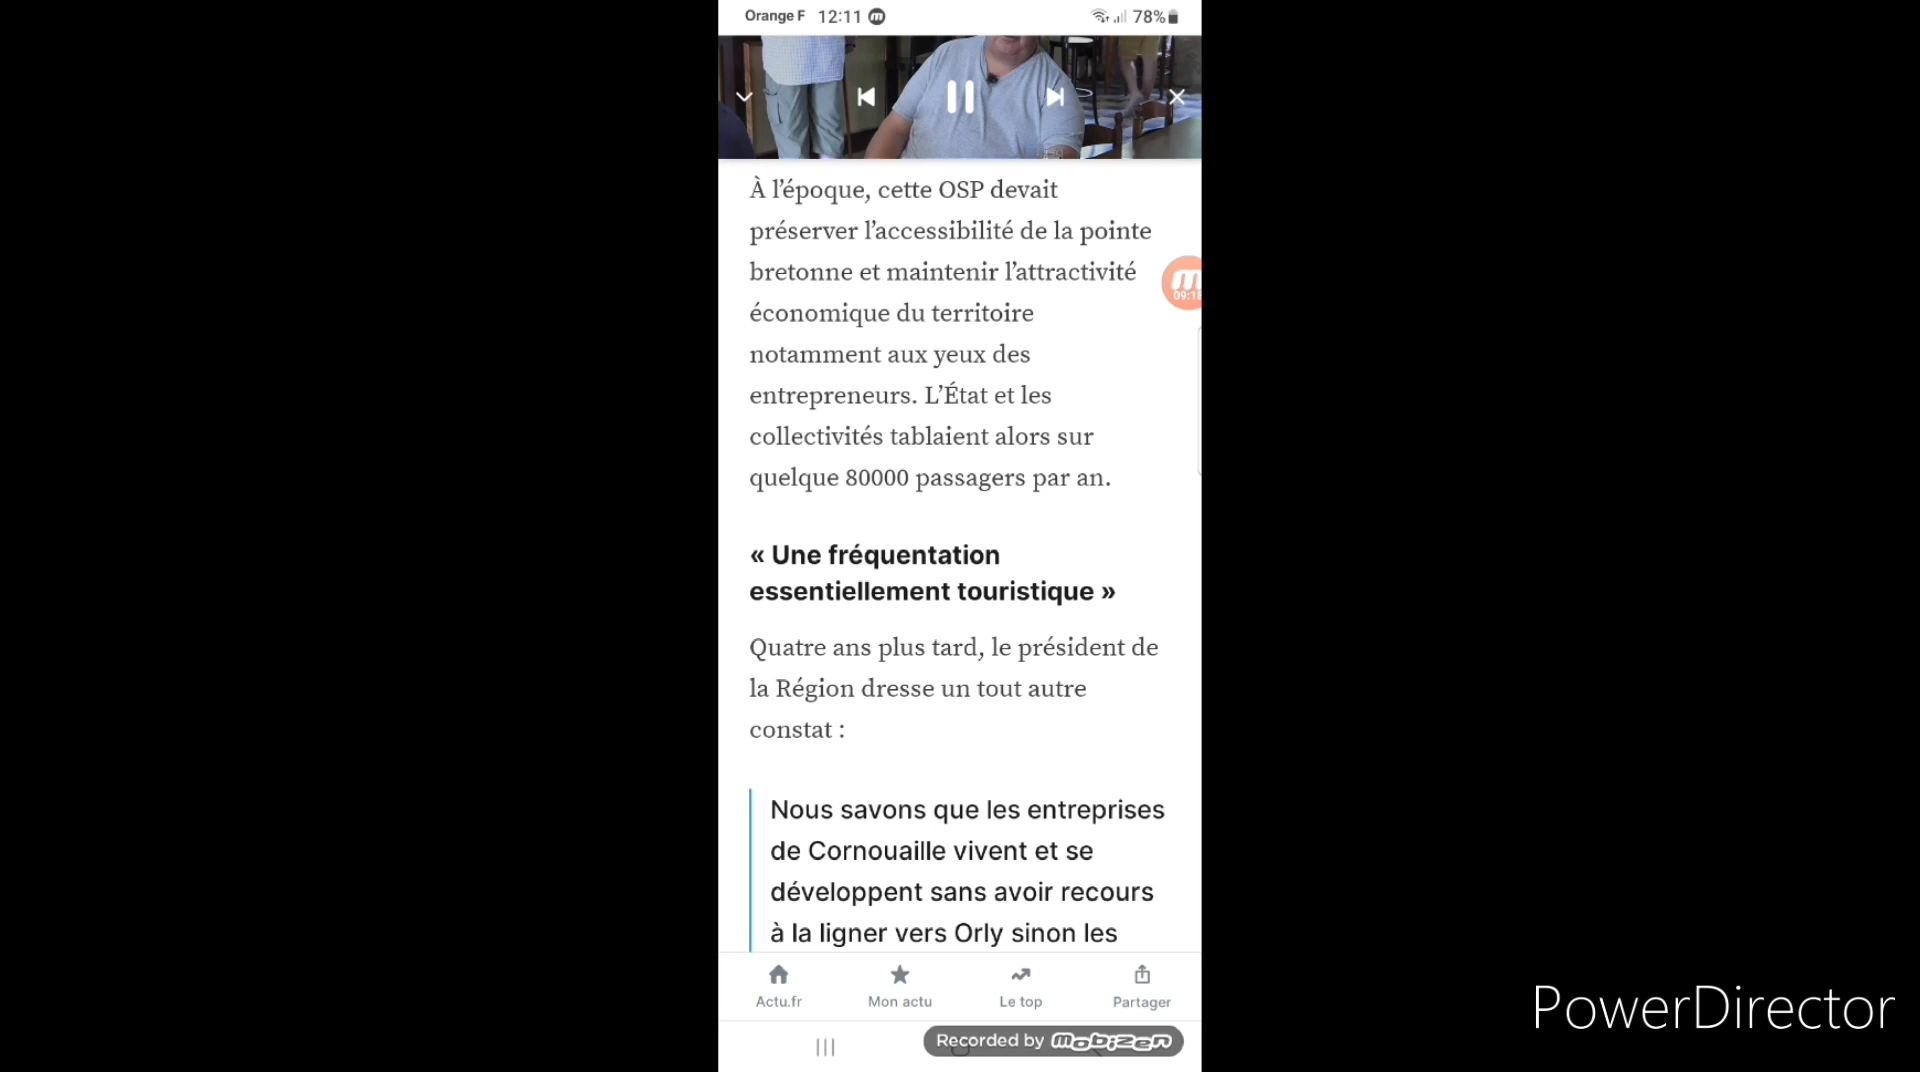 Orange F 12:11 78%
À l’époque, cette OSP devait
préserver l’accessibilité de la pointe
bretonne et maintenir l’attractivité
économique du territoire
notamment aux yeux des
entrepreneurs. L’État et les
collectivités tablaient alors sur
quelque 80000 passagers par an.
09:18
« Une fréquentation
essentiellement touristique »
Quatre ans plus tard, le président de
la Région dresse un tout autre
constat :
Nous savons que les entreprises
de Cornouaille vivent et se
développent sans avoir recours
à la ligner vers Orly sinon les
Actu.fr Mon actu Le top Partager
Recorded by mobizen
PowerDirector